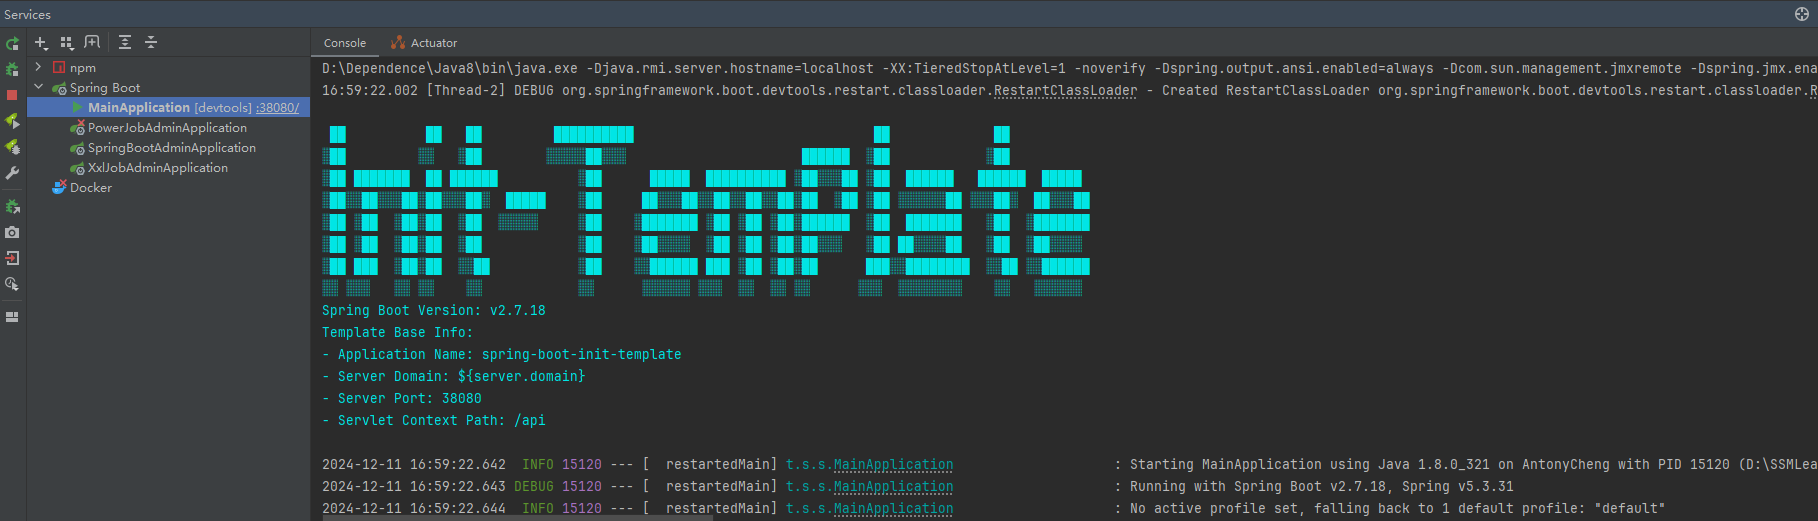 Services
Console
Actuator
npm
Spring Boot
MainApplication [devtools] :38080/
PowerJobAdminApplication
SpringBootAdminApplication
XxlJobAdminApplication
Docker
D:\Dependence\Java8\bin\java.exe -Djava.rmi.server.hostname=localhost -XX:TieredStopAtLevel=1 -noverify -Dspring.output.ansi.enabled=always -Dcom.sun.management.jmxremote -Dspring.jmx.ena
16:59:22.002 [Thread-2] DEBUG org.springframework.boot.devtools.restart.classloader.RestartClassLoader - Created RestartClassLoader org.springframework.boot.devtools.restart.classloader.R
Init-Template
Spring Boot Version: v2.7.18
Template Base Info:
- Application Name: spring-boot-init-template
- Server Domain: ${server.domain}
- Server Port: 38080
- Servlet Context Path: /api
2024-12-11 16:59:22.642  INFO 15120 --- [  restartedMain] t.s.s.MainApplication                    : Starting MainApplication using Java 1.8.0_321 on AntonyCheng with PID 15120 (D:\SSMLea
2024-12-11 16:59:22.643 DEBUG 15120 --- [  restartedMain] t.s.s.MainApplication                    : Running with Spring Boot v2.7.18, Spring v5.3.31
2024-12-11 16:59:22.644  INFO 15120 --- [  restartedMain] t.s.s.MainApplication                    : No active profile set, falling back to 1 default profile: "default"